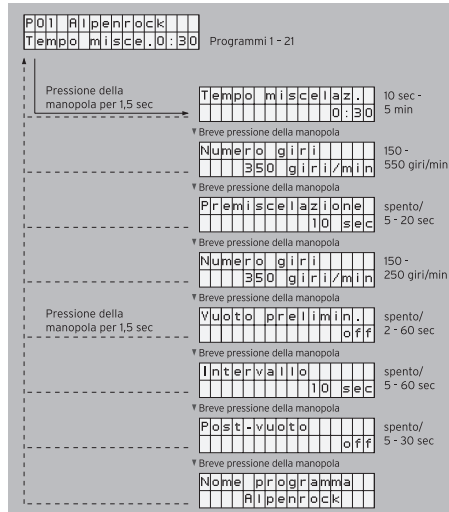 P01 Alpenrock
Tempo misce.0:30
Programmi 1 - 21
Pressione della
manopola per 1,5 sec
Tempo miscelaz.
0:30
10 sec -
5 min
Breve pressione della manopola
Numero giri
350 giri/min
150 -
550 giri/min
Breve pressione della manopola
Premiscelazione
10 sec
spento/
5 - 20 sec
Breve pressione della manopola
Numero giri
350 giri/min
150 -
250 giri/min
Breve pressione della manopola
Pressione della
manopola per 1,5 sec
Vuoto prelimin.
off
spento/
2 - 60 sec
Breve pressione della manopola
Intervallo
10 sec
spento/
5 - 60 sec
Breve pressione della manopola
Post-vuoto
off
spento/
5 - 30 sec
Breve pressione della manopola
Nome programma
Alpenrock